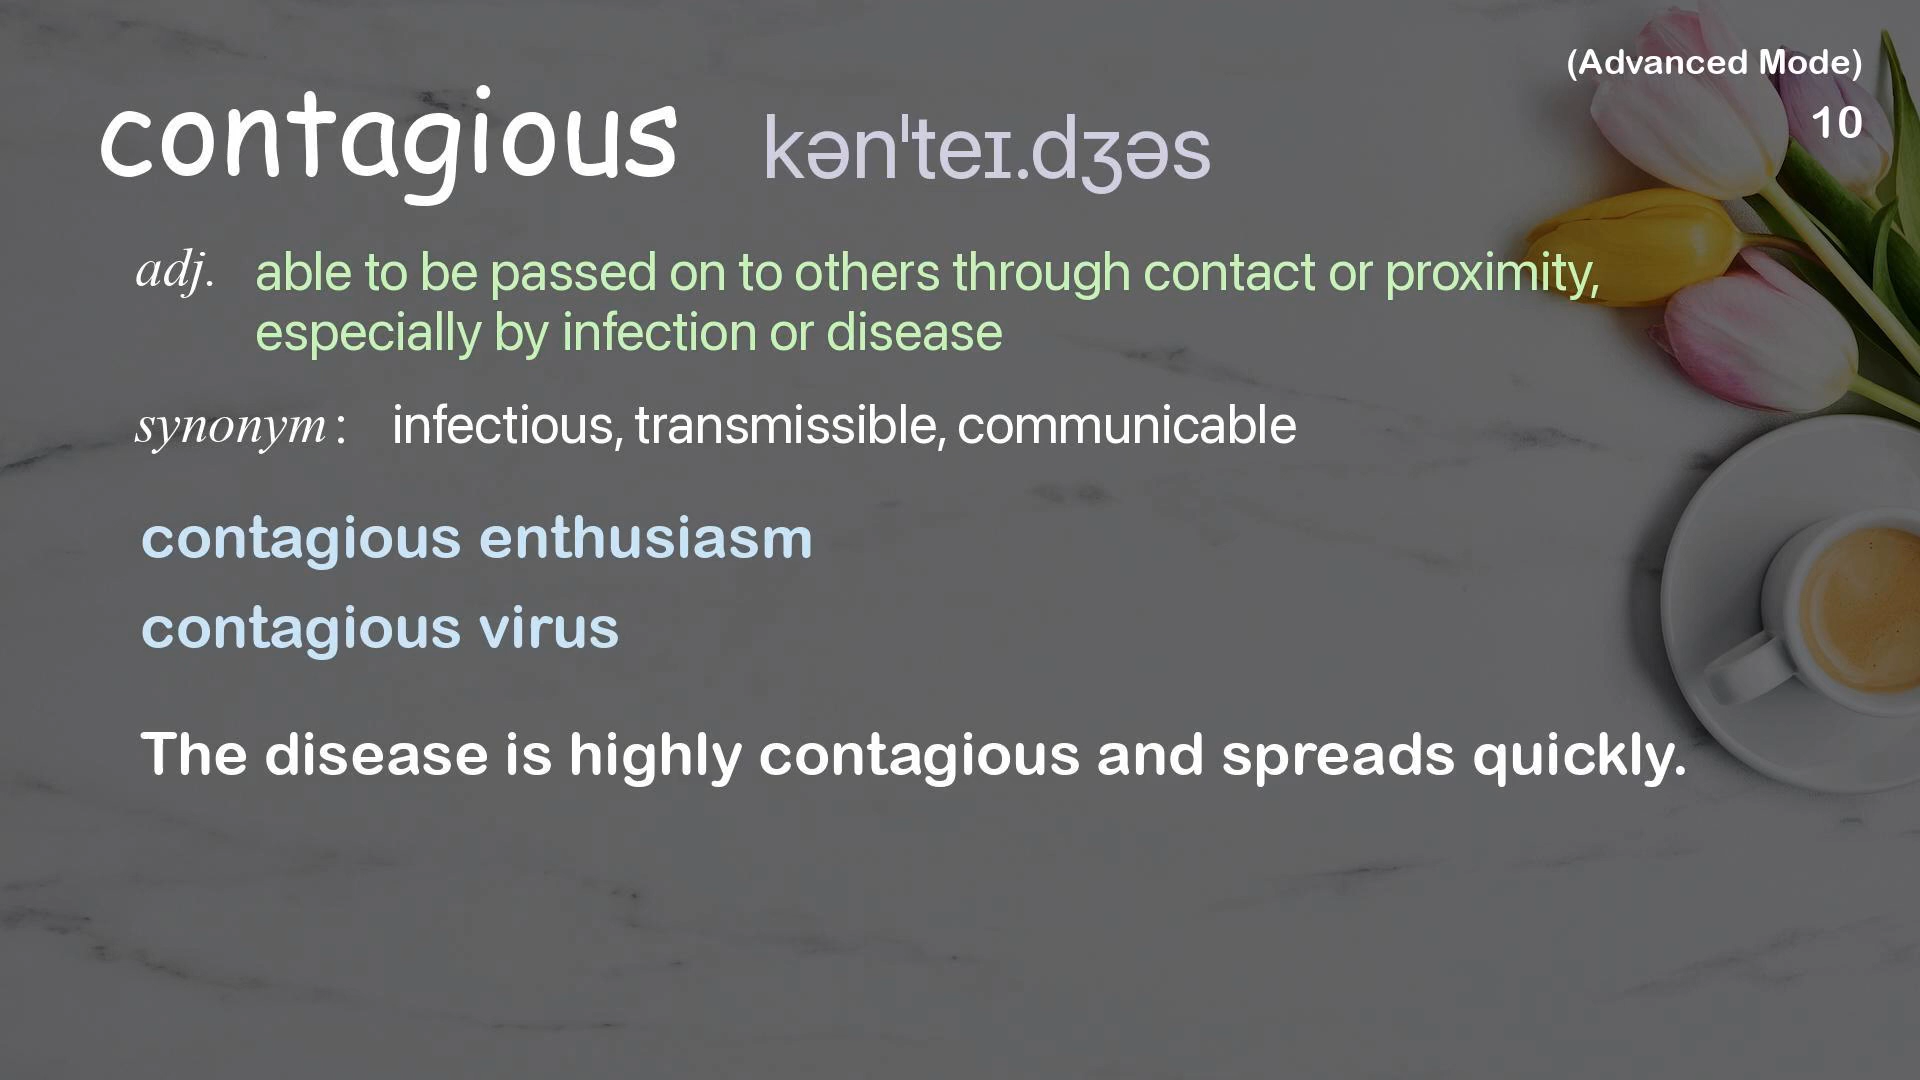 (Advanced Mode)
10
contagious kən'teɪ.dʒəs
adj. able to be passed on to others through contact or proximity,
especially by infection or disease
synonym : infectious, transmissible, communicable
contagious enthusiasm
contagious virus
The disease is highly contagious and spreads quickly.